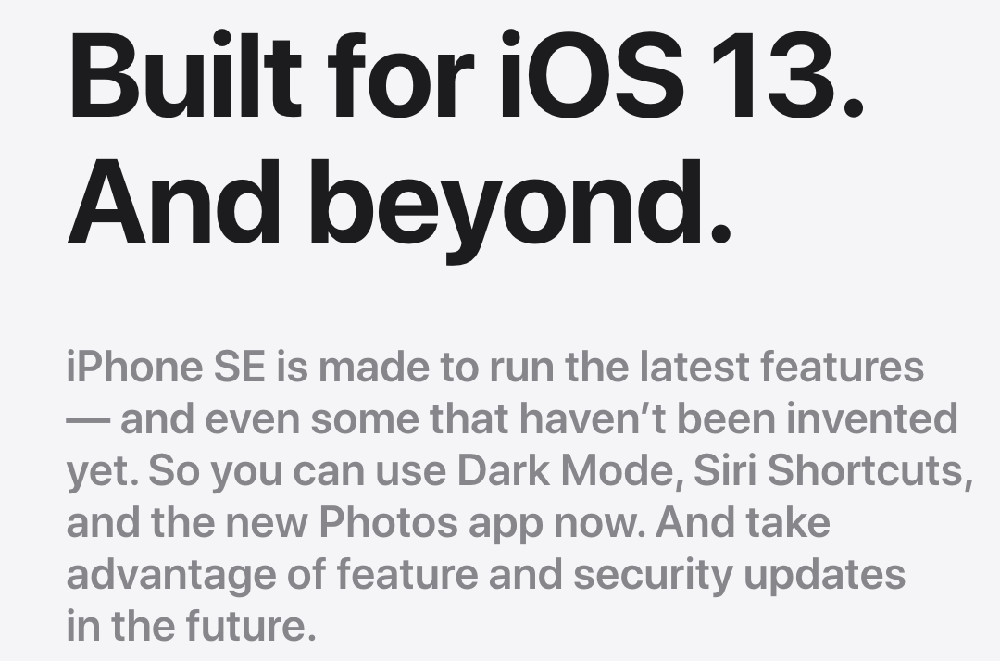 Built for iOS 13.
And beyond.
iPhone SE is made to run the latest features
— and even some that haven’t been invented
yet. So you can use Dark Mode, Siri Shortcuts,
and the new Photos app now. And take
advantage of feature and security updates
in the future.